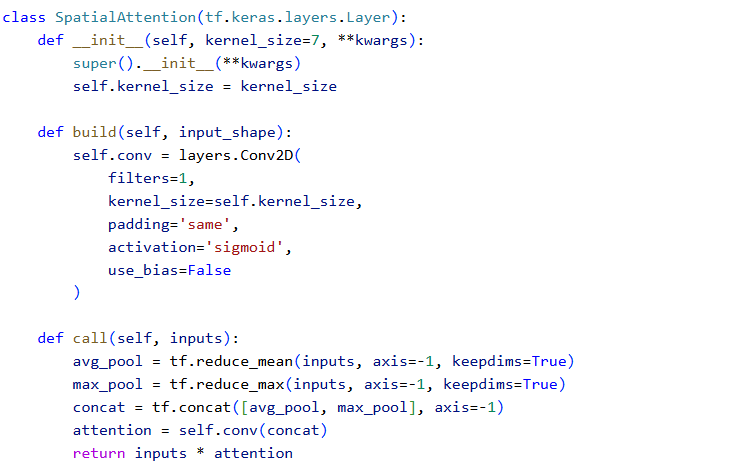 class SpatialAttention(tf.keras.layers.Layer):
    def __init__(self, kernel_size=7, **kwargs):
        super().__init__(**kwargs)
        self.kernel_size = kernel_size

    def build(self, input_shape):
        self.conv = layers.Conv2D(
            filters=1,
            kernel_size=self.kernel_size,
            padding='same',
            activation='sigmoid',
            use_bias=False
        )

    def call(self, inputs):
        avg_pool = tf.reduce_mean(inputs, axis=-1, keepdims=True)
        max_pool = tf.reduce_max(inputs, axis=-1, keepdims=True)
        concat = tf.concat([avg_pool, max_pool], axis=-1)
        attention = self.conv(concat)
        return inputs * attention